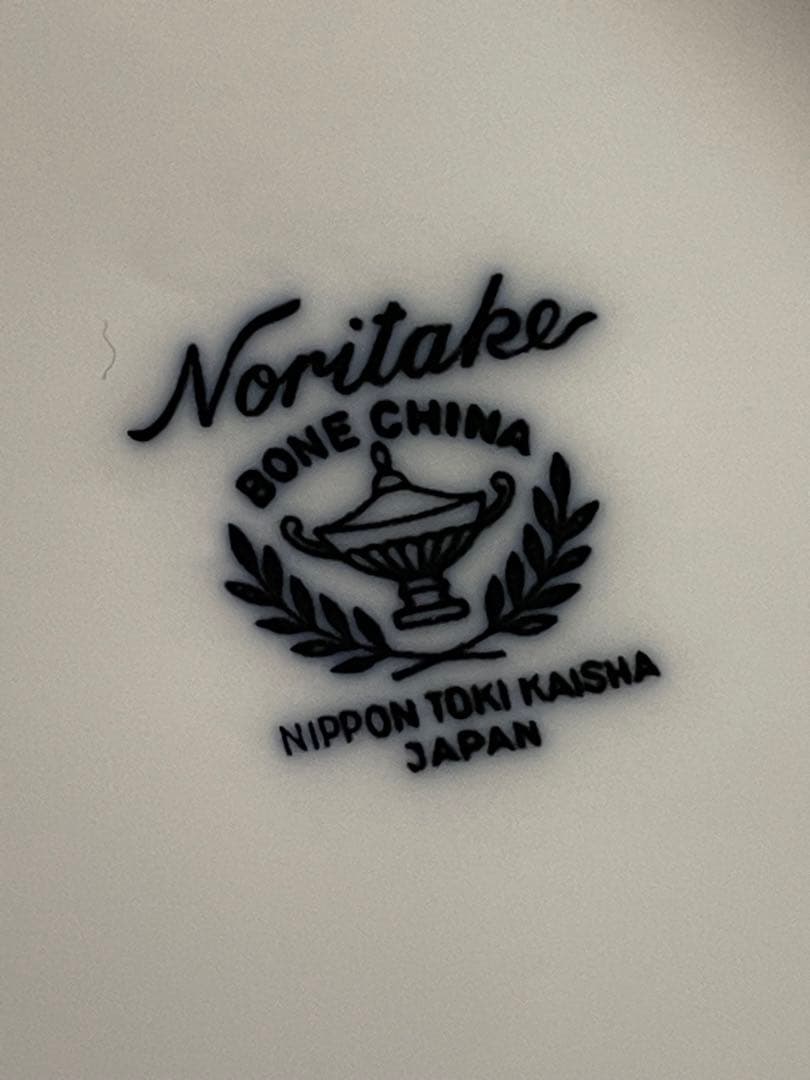 Noritake
BONE CHINA
NIPPON TOKI KAISHA
JAPAN